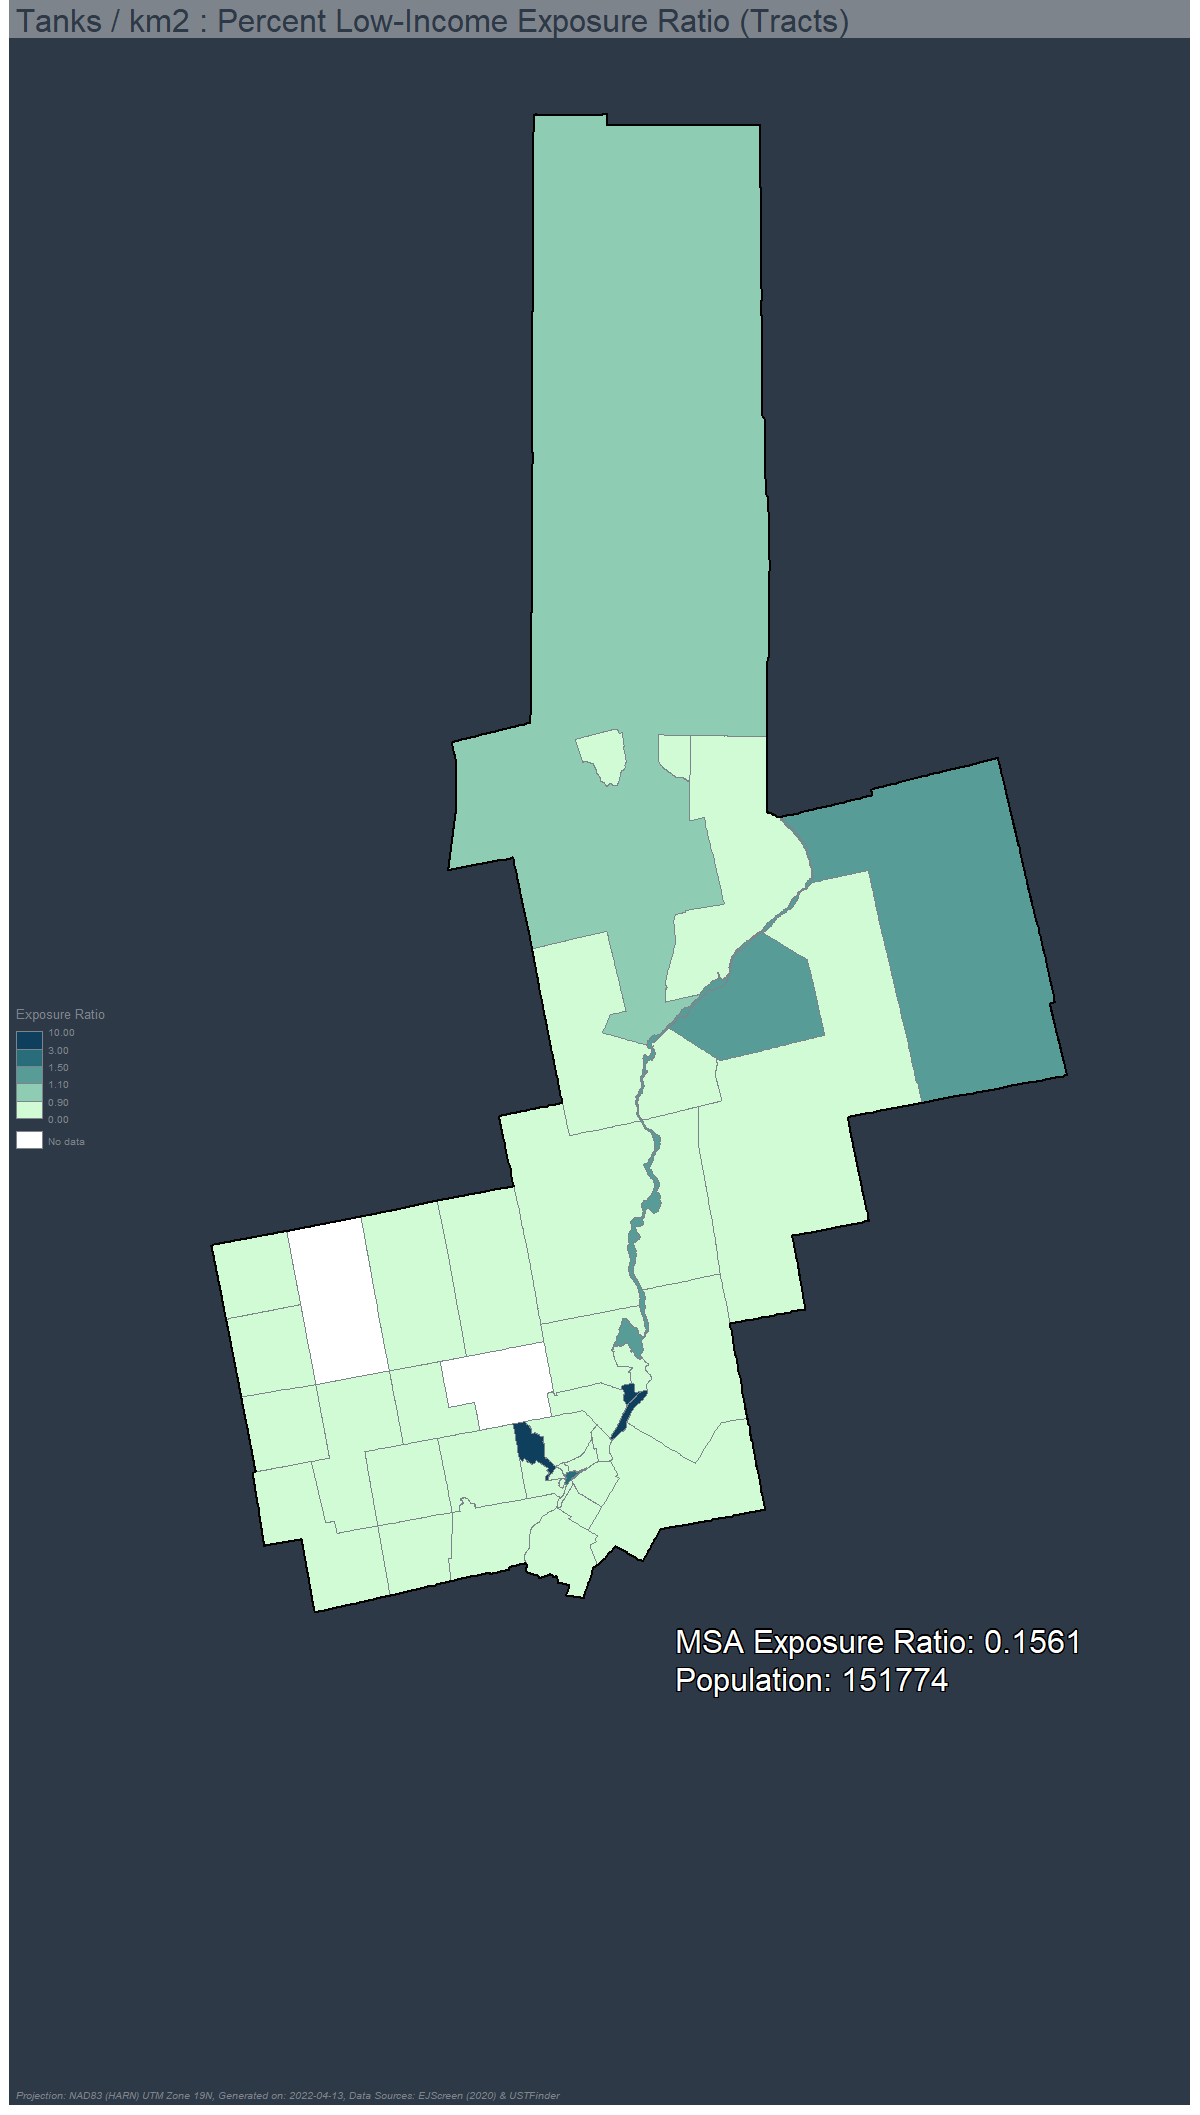 Tanks / km2 : Percent Low-Income Exposure Ratio (Tracts)
Exposure Ratio
10.00
3.00
1.50
1.10
0.90
0.00
No data
MSA Exposure Ratio: 0.1561
Population: 151774
Projection: NAD83 (HARN) UTM Zone 19N, Generated on: 2022-04-13, Data Sources: EJScreen (2020) & USTFinder